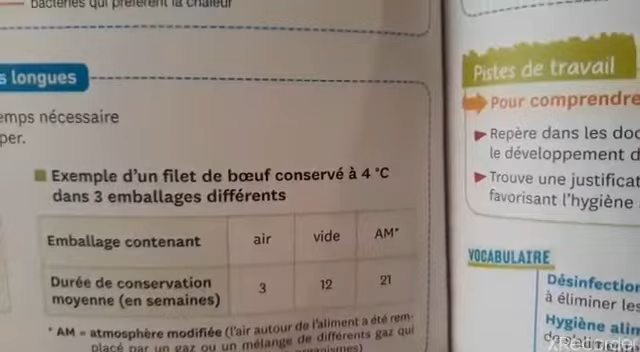 bactéries qui préfèrent la chaleur
s longues
emps nécessaire
per.
Exemple d'un filet de bœuf conservé à 4 °C
dans 3 emballages différents
Emballage contenant air vide AM*
Durée de conservation
moyenne (en semaines) 3 12 21
* AM = atmosphère modifiée (l'air autour de l'aliment a été rem-
placé par un gaz ou un mélange de différents gaz qui
Pistes de travail
Pour comprendre
Repère dans les doc
le développement d
Trouve une justificat
favorisant l'hygiène
VOCABULAIRE
Désinfection
à éliminer les
Hygiène alim